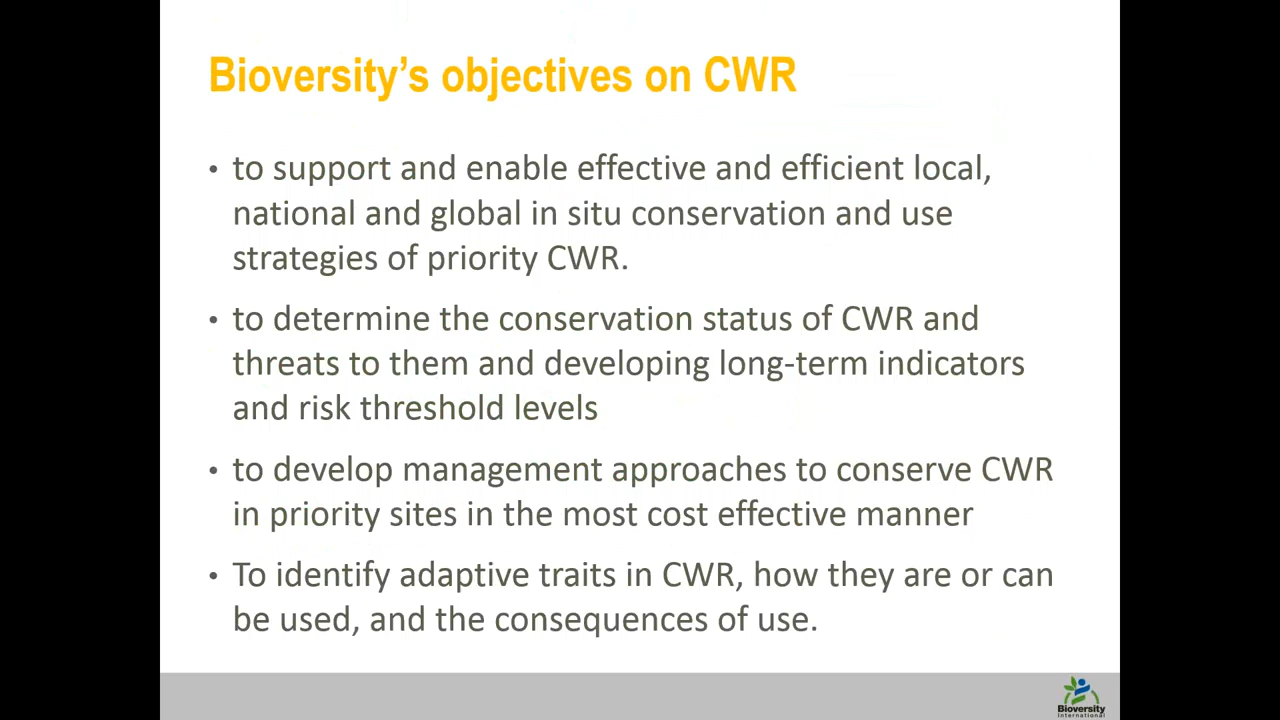 Bioversity's objectives on CWR
• to support and enable effective and efficient local,
national and global in situ conservation and use
strategies of priority CWR.
• to determine the conservation status of CWR and
threats to them and developing long-term indicators
and risk threshold levels
• to develop management approaches to conserve CWR
in priority sites in the most cost effective manner
• To identify adaptive traits in CWR, how they are or can
be used, and the consequences of use.
Bioversity
International